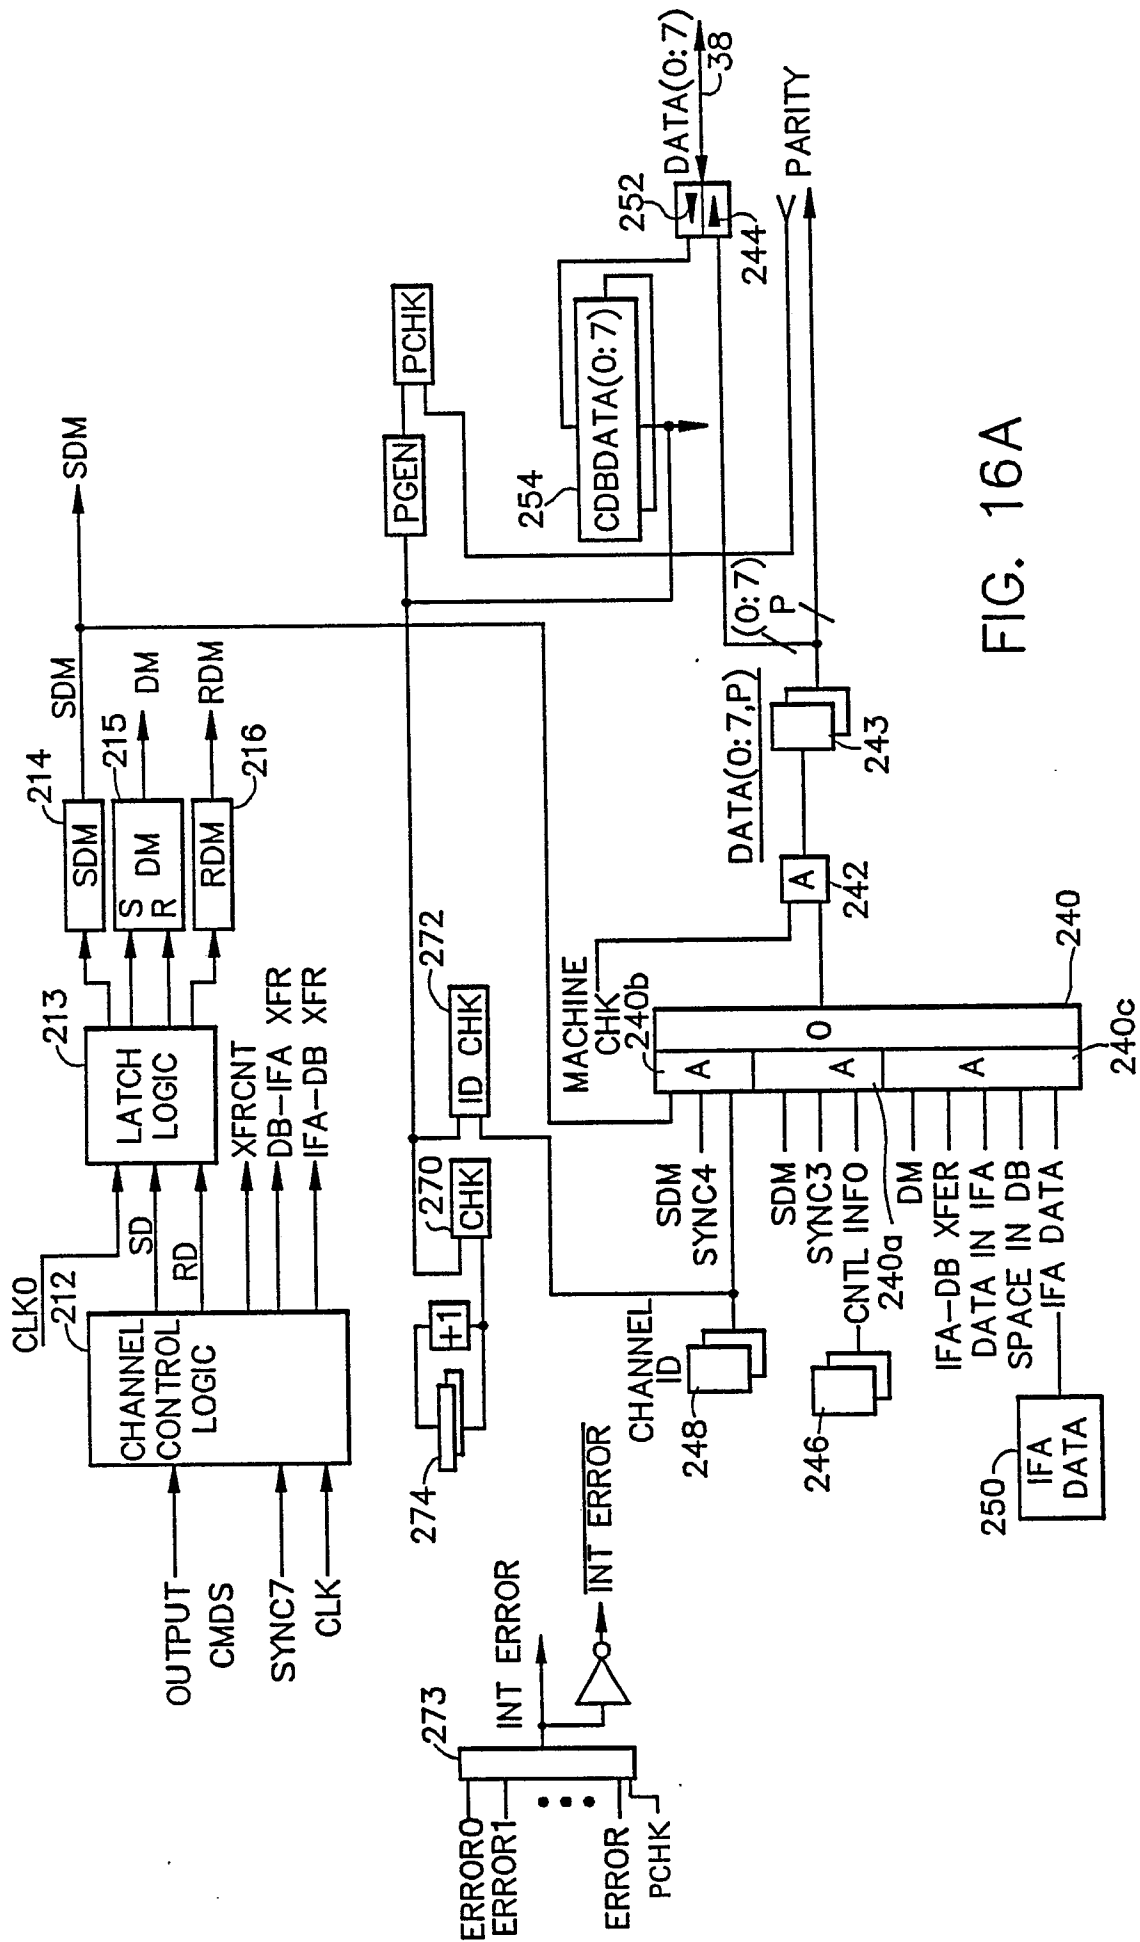 OUTPUT
CMDS
SYNC7
CLK
CLK0
212
CHANNEL
CONTROL
LOGIC
SD
RD
XFRCNT
DB-IFA XFR
IFA-DB XFR
213
LATCH
LOGIC
214
SDM
215
S
R
DM
RDM
216
SDM
DM
RDM
SDM
ERROR0
ERROR1
ERROR
PCHK
273
INT ERROR
INT ERROR
274
+1
270
CHK
272
ID CHK
PGEN
PCHK
254
CDBDATA(0:7)
252
244
DATA(0:7)
38
PARITY
CHANNEL
ID
248
246
250
IFA
DATA
SDM
SYNC4
SDM
SYNC3
CNTL INFO
240a
DM
IFA-DB XFER
DATA IN IFA
SPACE IN DB
IFA DATA
MACHINE
CHK
240b
A
A
A
O
240
240c
A
242
DATA(0:7,P)
243
(0:7)
P
FIG. 16A